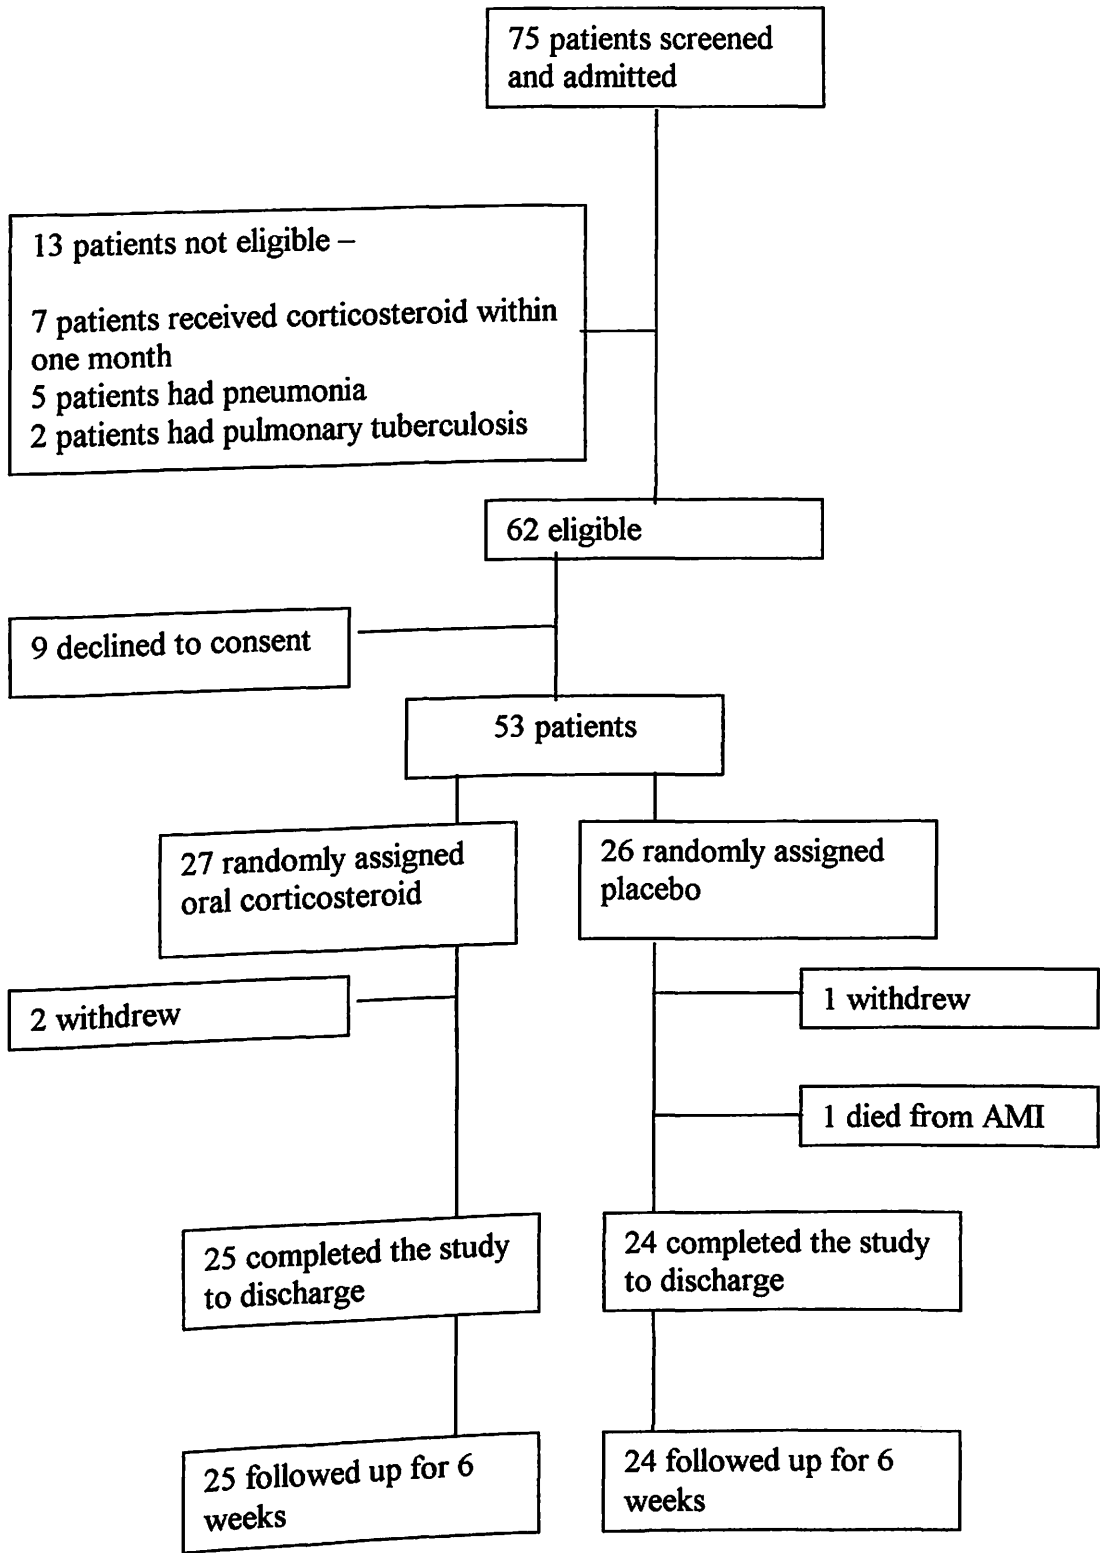 75 patients screened
and admitted
13 patients not eligible –
7 patients received corticosteroid within
one month
5 patients had pneumonia
2 patients had pulmonary tuberculosis
62 eligible
9 declined to consent
53 patients
27 randomly assigned
oral corticosteroid
26 randomly assigned
placebo
2 withdrew
1 withdrew
1 died from AMI
25 completed the study
to discharge
24 completed the study
to discharge
25 followed up for 6
weeks
24 followed up for 6
weeks